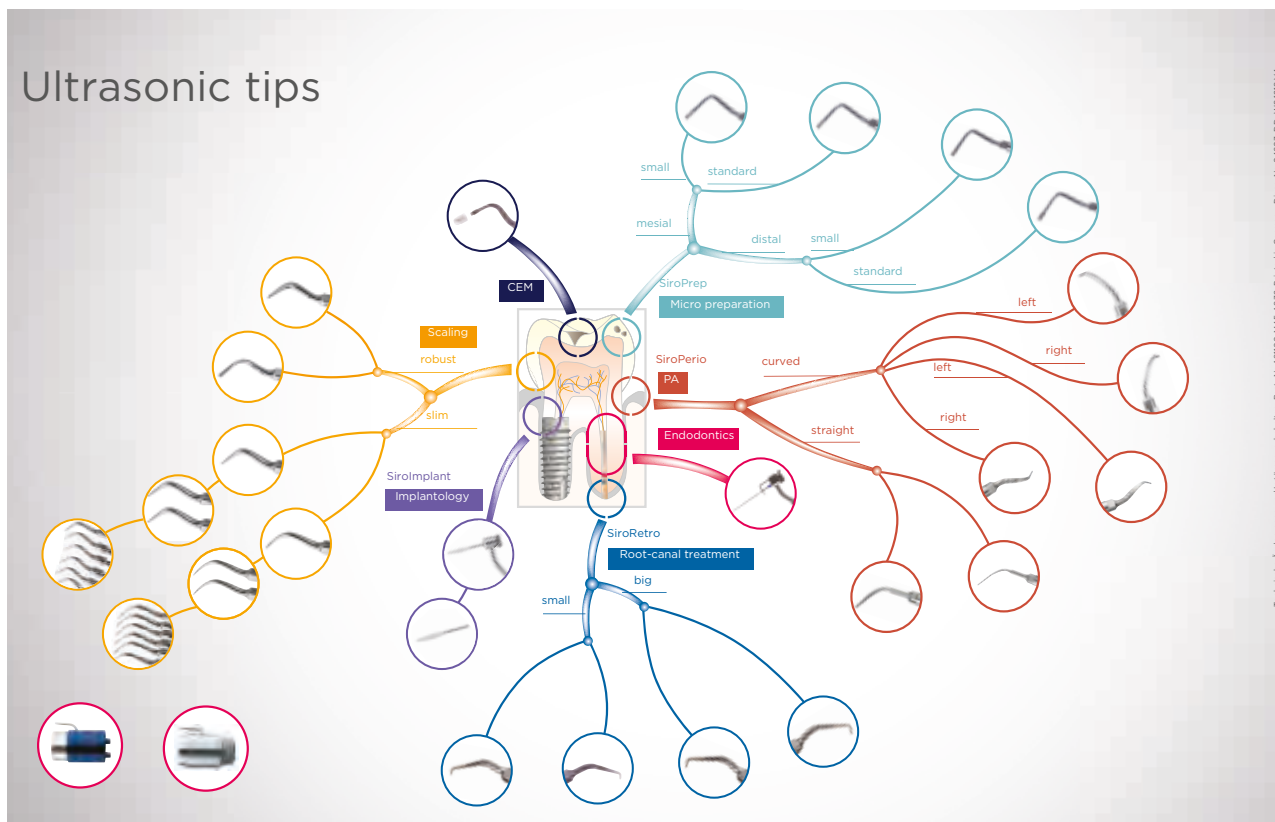 Ultrasonic tips
small
standard
mesial
distal
small
standard
SiroPrep
Micro preparation
CEM
Scaling
robust
slim
SiroPerio
PA
curved
left
right
left
right
straight
Endodontics
SiroImplant
Implantology
SiroRetro
Root-canal treatment
big
small